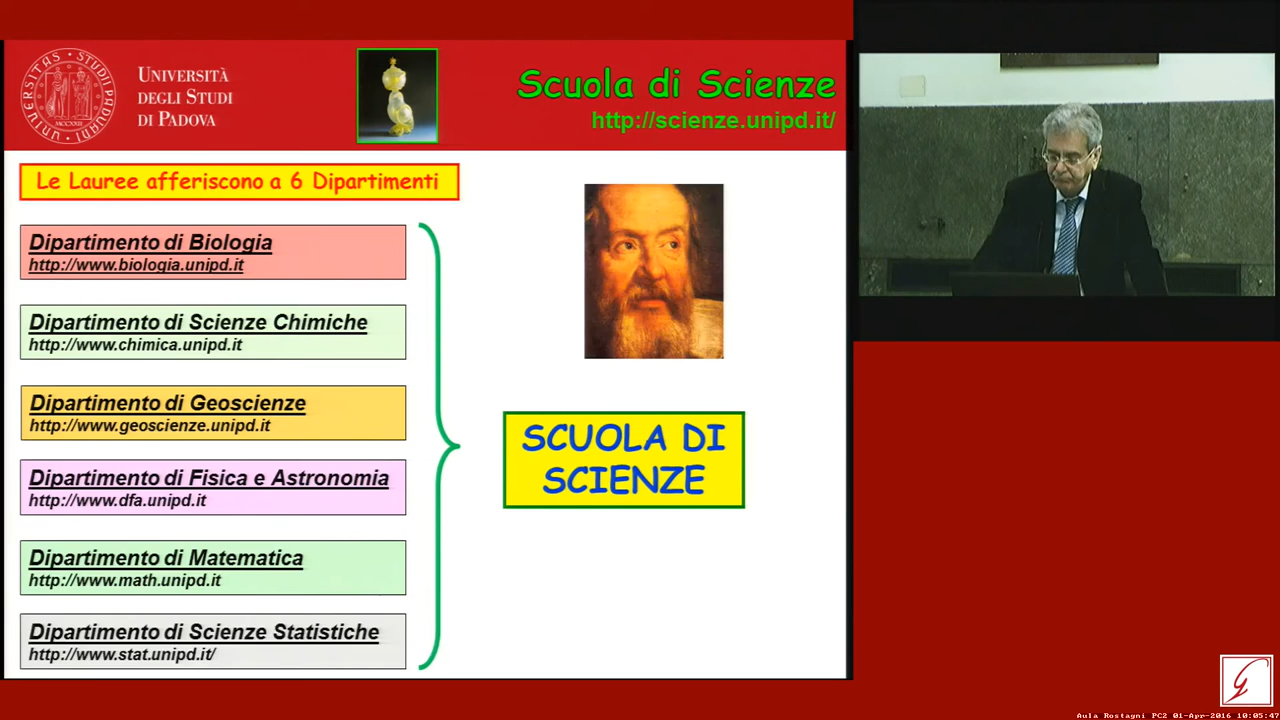 UNIVERSITÀ
DEGLI STUDI
DI PADOVA
UNIVERSITAS STUDII PADUANI
MCCXXII
Scuola di Scienze
http://scienze.unipd.it/
Le Lauree afferiscono a 6 Dipartimenti
Dipartimento di Biologia
http://www.biologia.unipd.it
Dipartimento di Scienze Chimiche
http://www.chimica.unipd.it
Dipartimento di Geoscienze
http://www.geoscienze.unipd.it
Dipartimento di Fisica e Astronomia
http://www.dfa.unipd.it
Dipartimento di Matematica
http://www.math.unipd.it
Dipartimento di Scienze Statistiche
http://www.stat.unipd.it/
SCUOLA DI
SCIENZE
Aula Rostagni PC2 01-Apr-2016 10:05:47